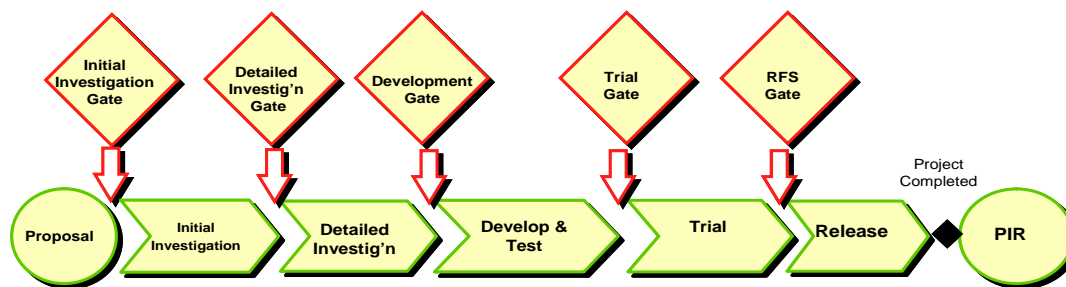 Initial
Investigation
Gate
Detailed
Investig'n
Gate
Development
Gate
Trial
Gate
RFS
Gate
Project
Completed
Proposal
Initial
Investigation
Detailed
Investig'n
Develop &
Test
Trial
Release
PIR